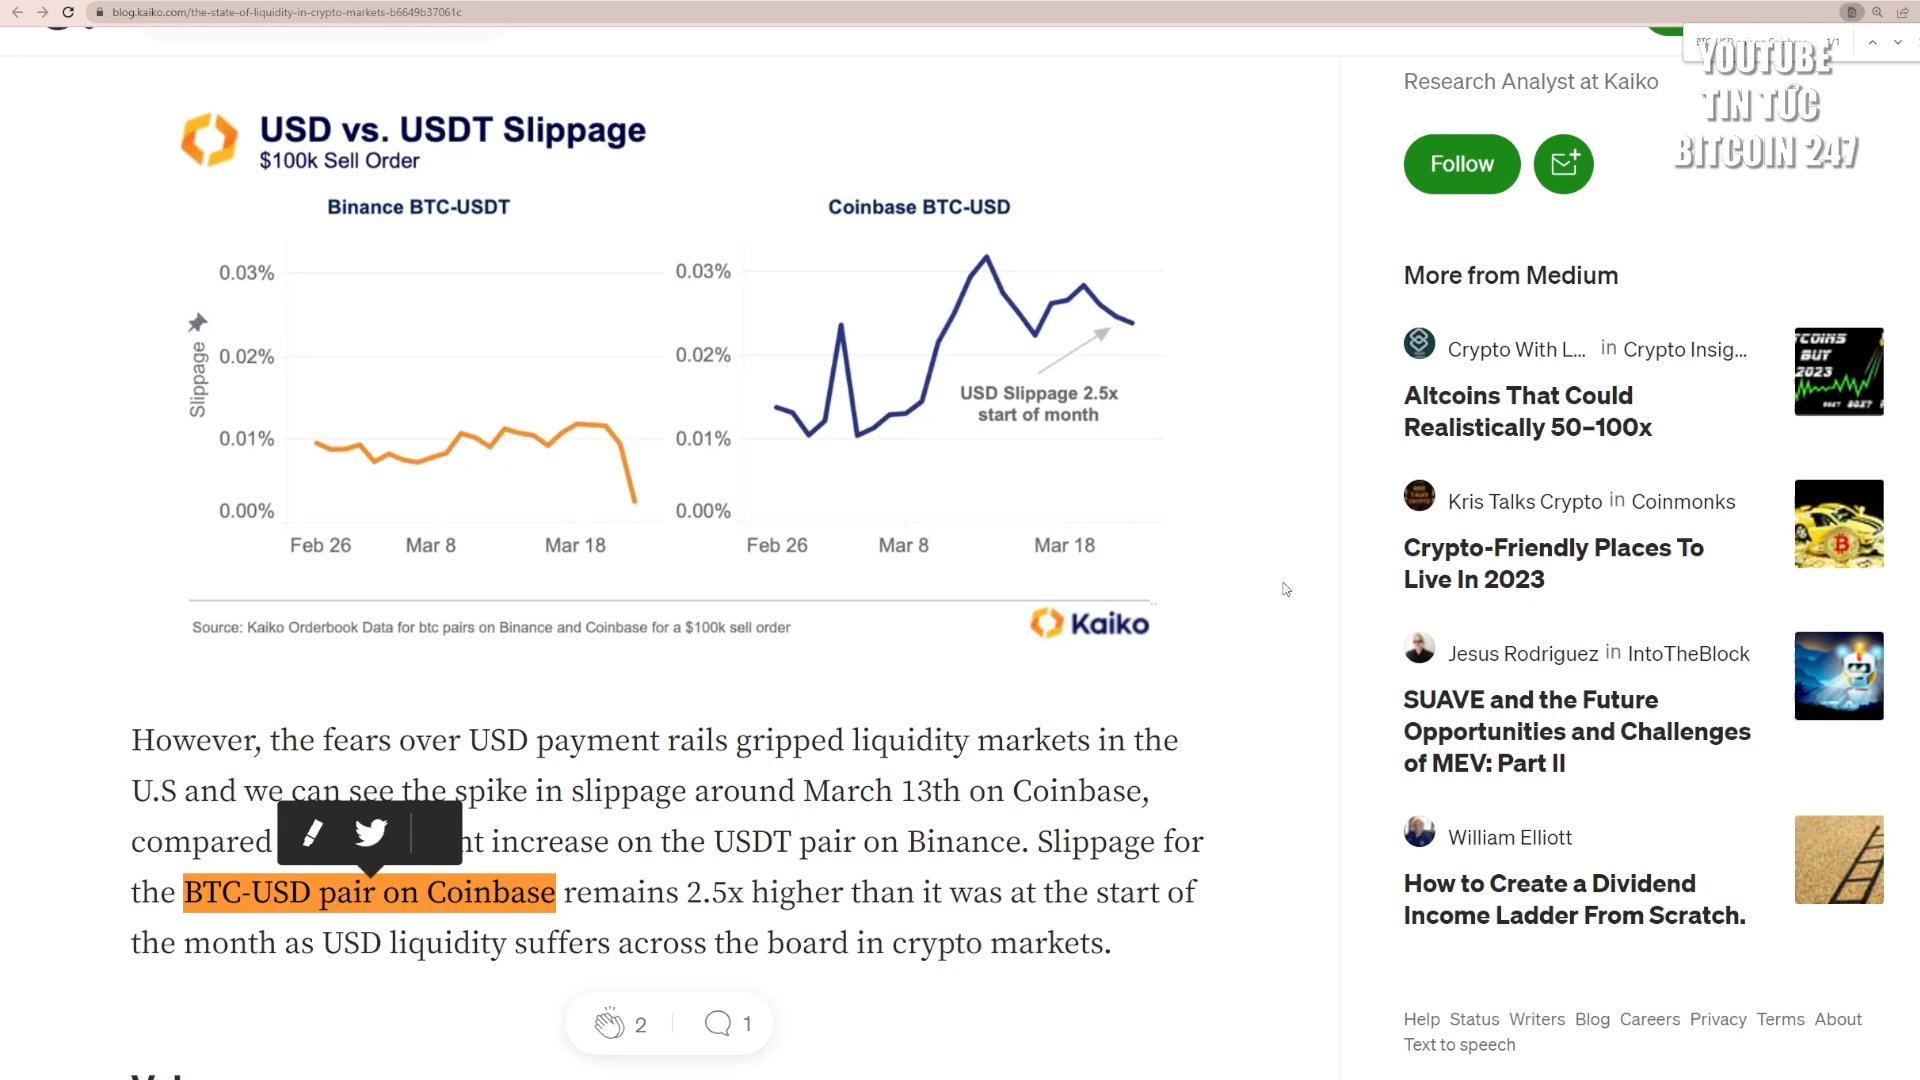 blog.kaiko.com/the-state-of-liquidity-in-crypto-markets-b6649b37061c
1/1
YOUTUBE
TIN TỨC
BITCOIN 247
Research Analyst at Kaiko
Follow
USD vs. USDT Slippage
$100k Sell Order
Binance BTC-USDT
Coinbase BTC-USD
Slippage
0.03%
0.02%
0.01%
0.00%
Feb 26
Mar 8
Mar 18
0.03%
0.02%
0.01%
0.00%
USD Slippage 2.5x
start of month
Feb 26
Mar 8
Mar 18
Source: Kaiko Orderbook Data for btc pairs on Binance and Coinbase for a $100k sell order
Kaiko
However, the fears over USD payment rails gripped liquidity markets in the
U.S and we can see the spike in slippage around March 13th on Coinbase,
compared nt increase on the USDT pair on Binance. Slippage for
the BTC-USD pair on Coinbase remains 2.5x higher than it was at the start of
the month as USD liquidity suffers across the board in crypto markets.
2
1
More from Medium
Crypto With L... in Crypto Insig...
Altcoins That Could
Realistically 50–100x
TCOINS
BUY
2023
Kris Talks Crypto in Coinmonks
Crypto-Friendly Places To
Live In 2023
Jesus Rodriguez in IntoTheBlock
SUAVE and the Future
Opportunities and Challenges
of MEV: Part II
William Elliott
How to Create a Dividend
Income Ladder From Scratch.
Help Status Writers Blog Careers Privacy Terms About
Text to speech